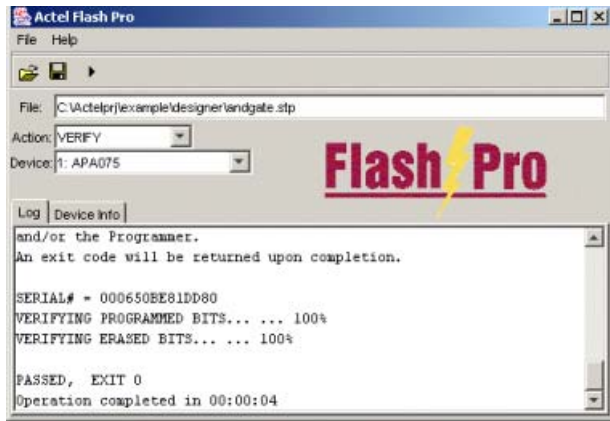 Actel Flash Pro
File Help
File: C:\Actelprj\example\designer\andgate.stp
Action: VERIFY
Device: 1: APA075
Flash Pro
Log Device Info
and/or the Programmer.
An exit code will be returned upon completion.
SERIAL# = 000650BE81DD80
VERIFYING PROGRAMMED BITS... ... 100%
VERIFYING ERASED BITS... ... 100%
PASSED, EXIT 0
Operation completed in 00:00:04